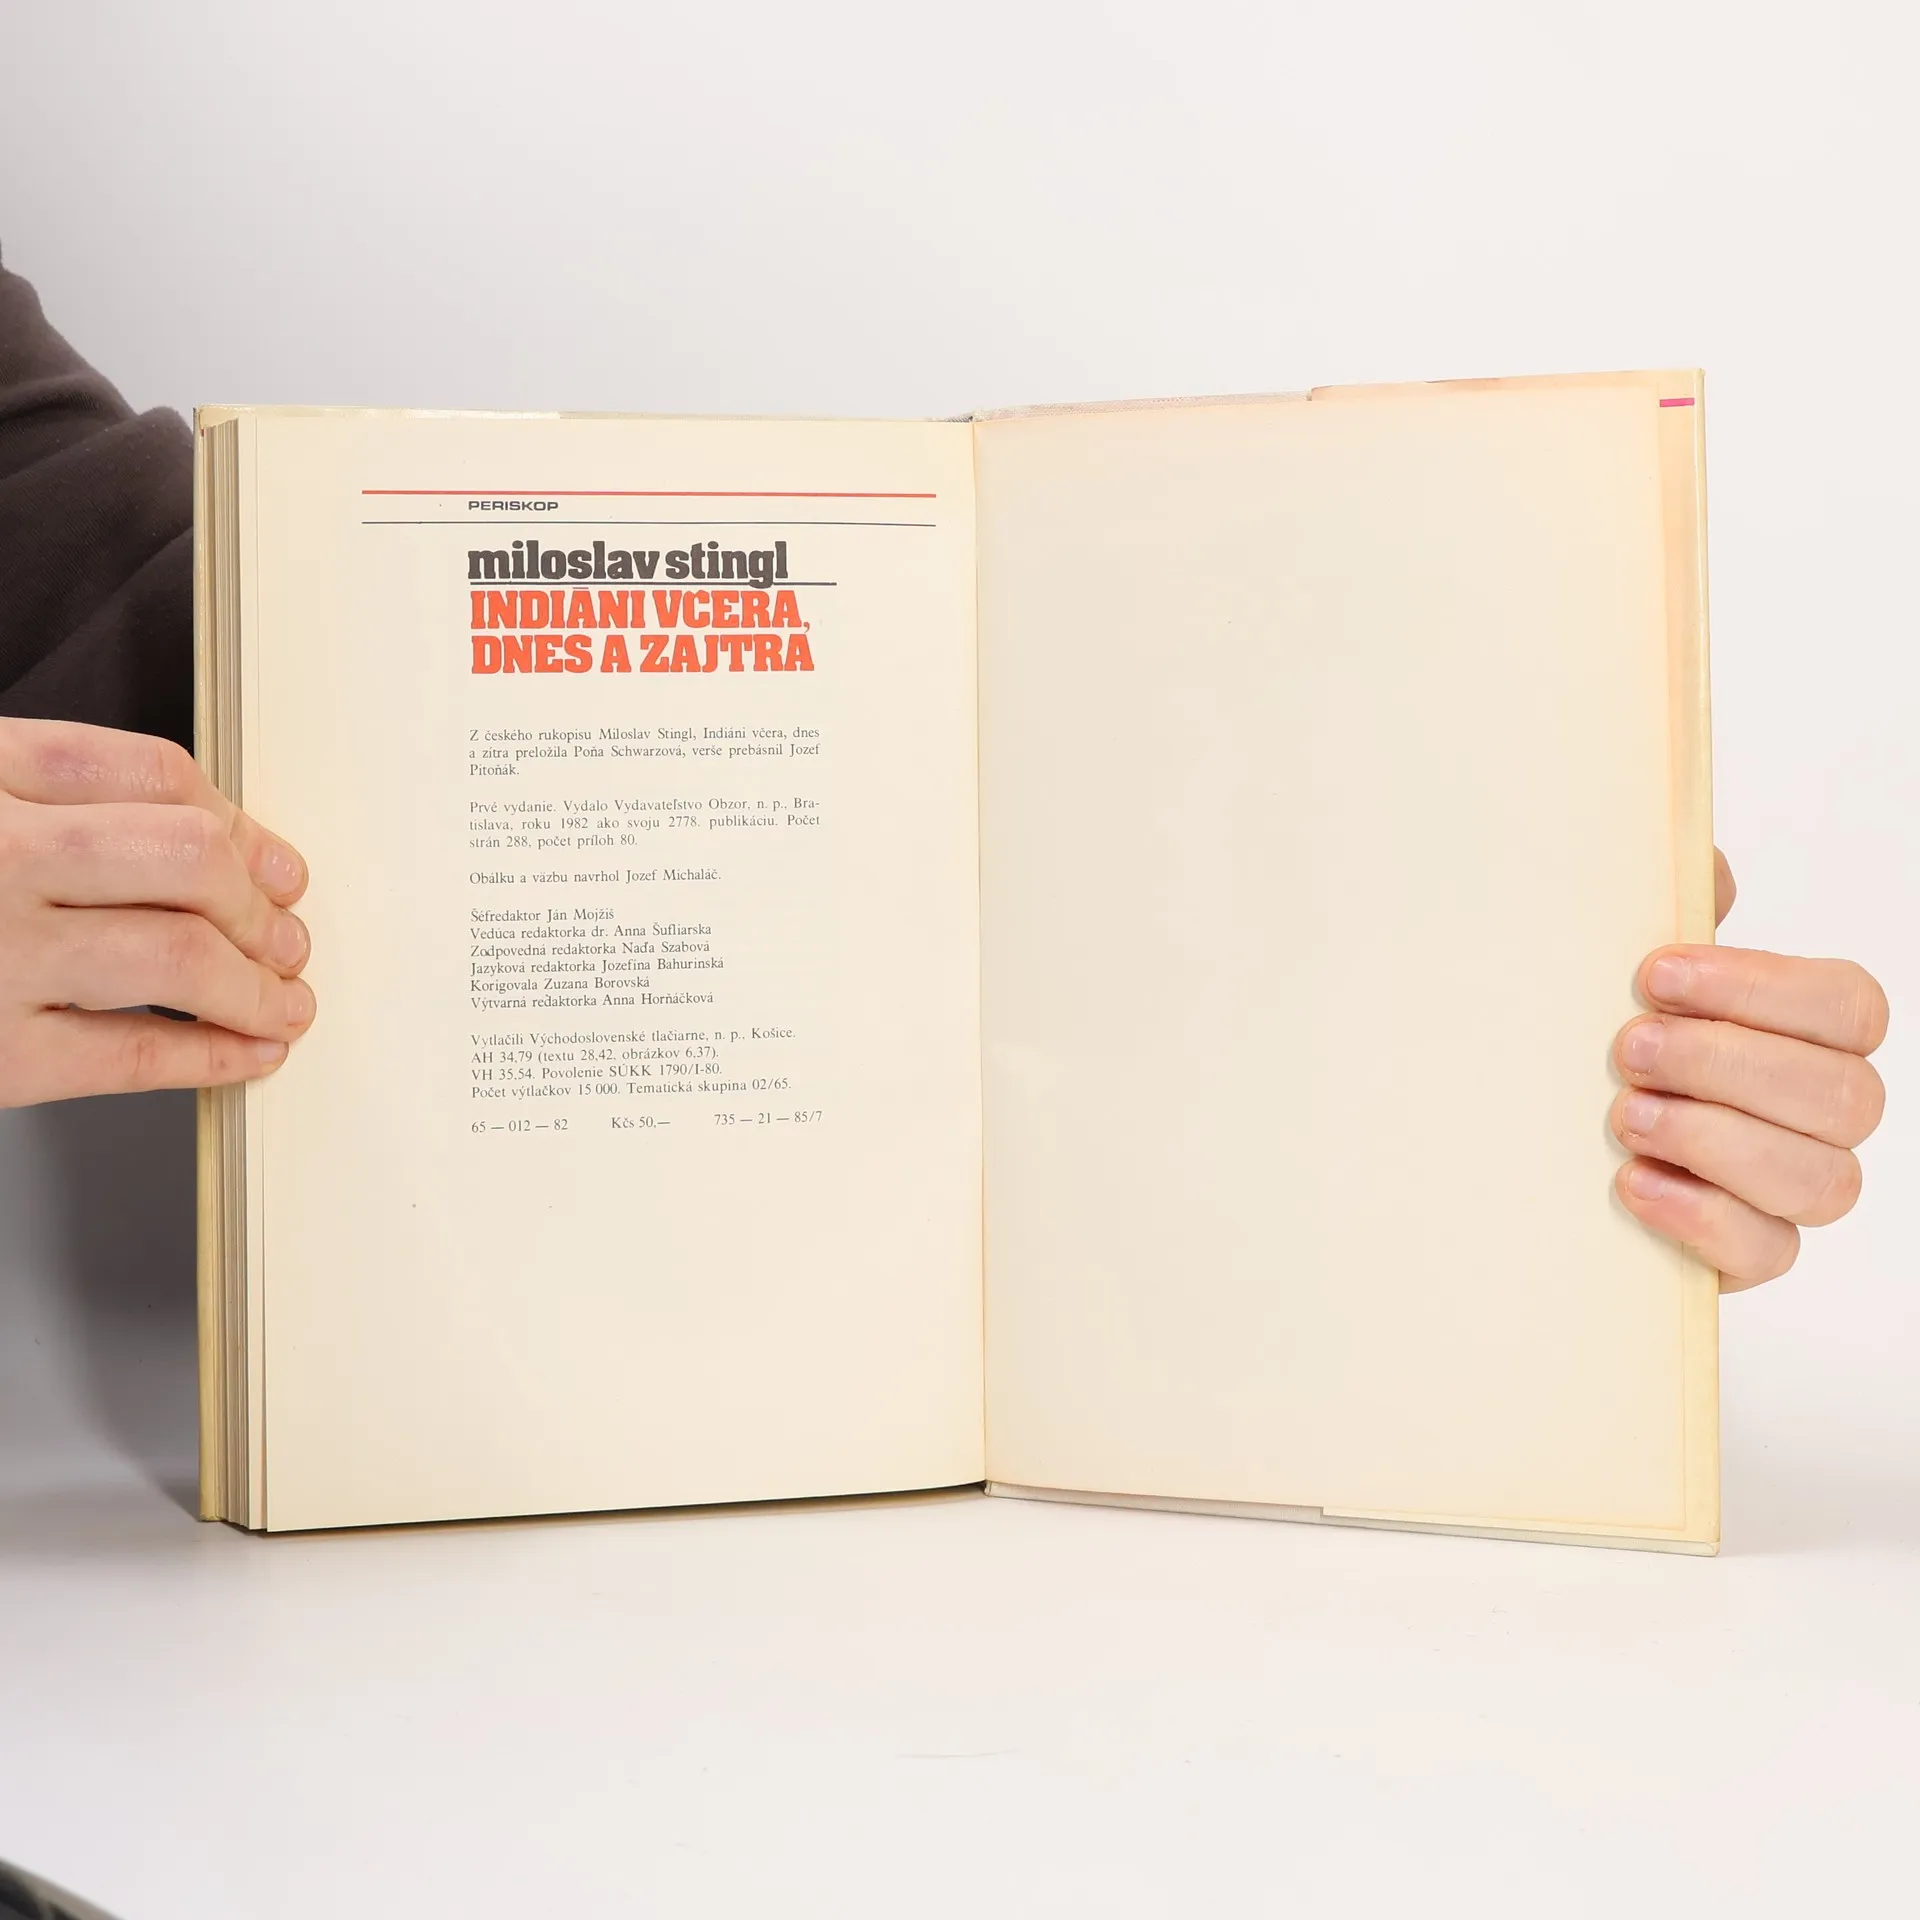 PERISKOP
miloslav stingl
INDIÁNI VČERA,
DNES A ZAJTRA
Z českého rukopisu Miloslav Stingl, Indiáni včera, dnes
a zítra preložila Poňa Schwarzová, verše prebásnil Jozef
Pitoňák.
Prvé vydanie. Vydalo Vydavateľstvo Obzor, n. p., Bra-
tislava, roku 1982 ako svoju 2778. publikáciu. Počet
strán 288, počet príloh 80.
Obálku a väzbu navrhol Jozef Michaláč.
Šéfredaktor Ján Mojžiš
Vedúca redaktorka dr. Anna Šufliarska
Zodpovedná redaktorka Naďa Szabová
Jazyková redaktorka Jozefína Bahurinská
Korigovala Zuzana Borovská
Výtvarná redaktorka Anna Horňáčková
Vytlačili Východoslovenské tlačiarne, n. p., Košice.
AH 34,79 (textu 28,42, obrázkov 6,37).
VH 35,54. Povolenie SÚKK 1790/I-80.
Počet výtlačkov 15 000. Tematická skupina 02/65.
65 — 012 — 82 Kčs 50,— 735 — 21 — 85/7